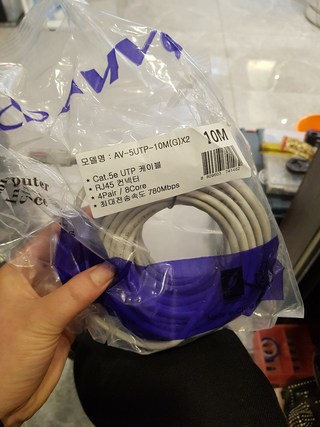 모델명 : AV-5UTP-10M(G)X2
10M
• Cat.5e UTP 케이블
• RJ45 컨넥터
• 4Pair / 8Core
• 최대전송속도 780Mbps